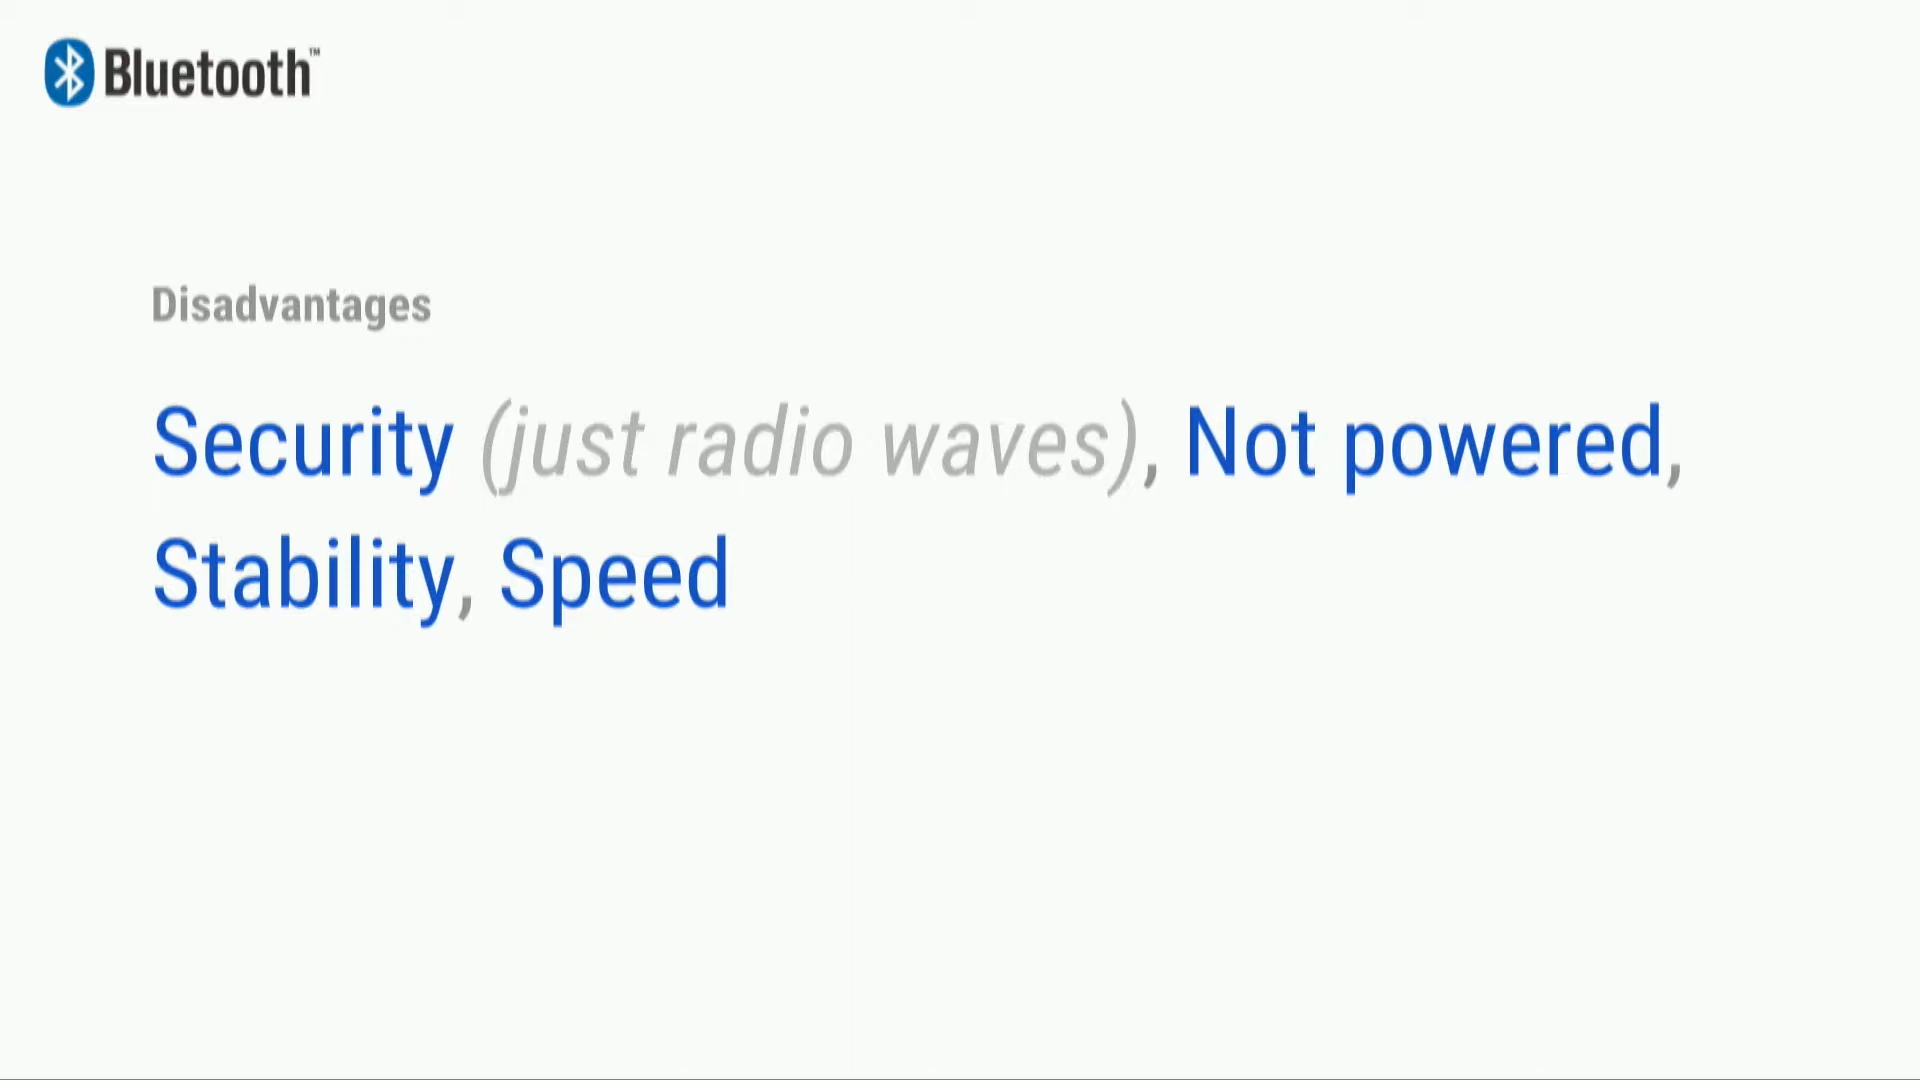 Bluetooth™
Disadvantages
Security (just radio waves), Not powered,
Stability, Speed